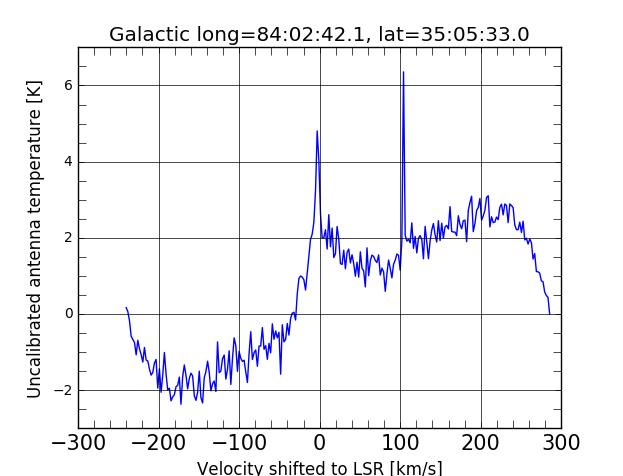 Galactic long=84:02:42.1, lat=35:05:33.0
Uncalibrated antenna temperature [K]
6
4
2
0
−2
−300 −200 −100 0 100 200 300
Velocity shifted to LSR [km/s]